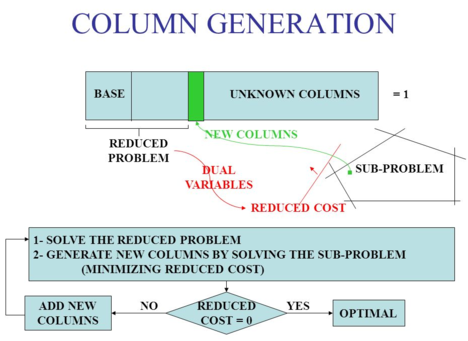 COLUMN GENERATION
BASE
UNKNOWN COLUMNS
= 1
NEW COLUMNS
REDUCED
PROBLEM
DUAL
VARIABLES
SUB-PROBLEM
REDUCED COST
1- SOLVE THE REDUCED PROBLEM
2- GENERATE NEW COLUMNS BY SOLVING THE SUB-PROBLEM
(MINIMIZING REDUCED COST)
ADD NEW
COLUMNS
NO
REDUCED
COST = 0
YES
OPTIMAL